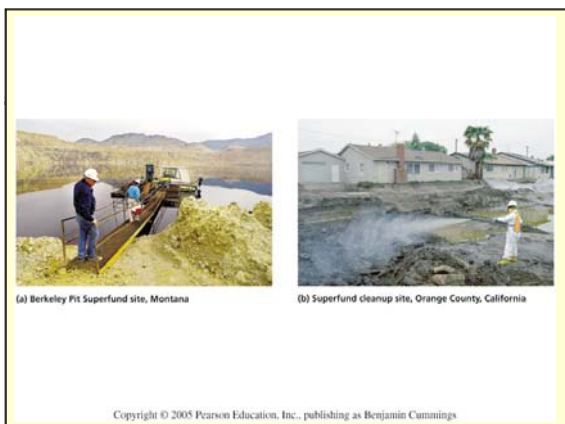 (a) Berkeley Pit Superfund site, Montana
(b) Superfund cleanup site, Orange County, California
Copyright © 2005 Pearson Education, Inc., publishing as Benjamin Cummings